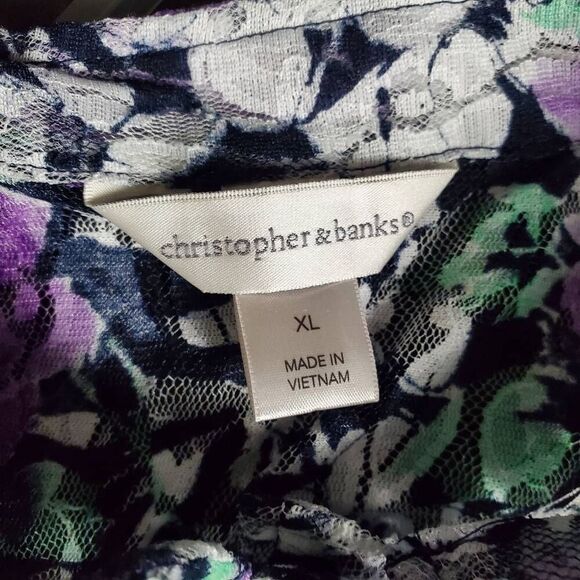 christopher & banks®
XL
MADE IN
VIETNAM